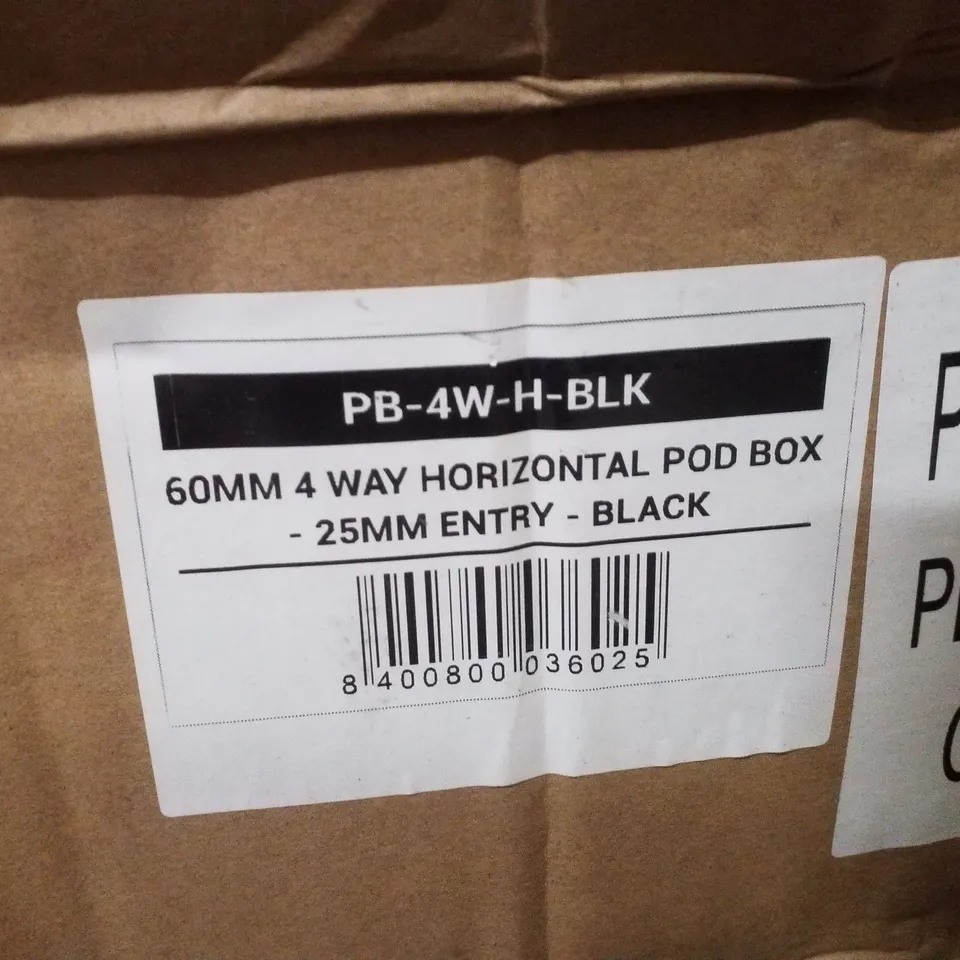 PB-4W-H-BLK
60MM 4 WAY HORIZONTAL POD BOX
- 25MM ENTRY - BLACK
8 400800 036025